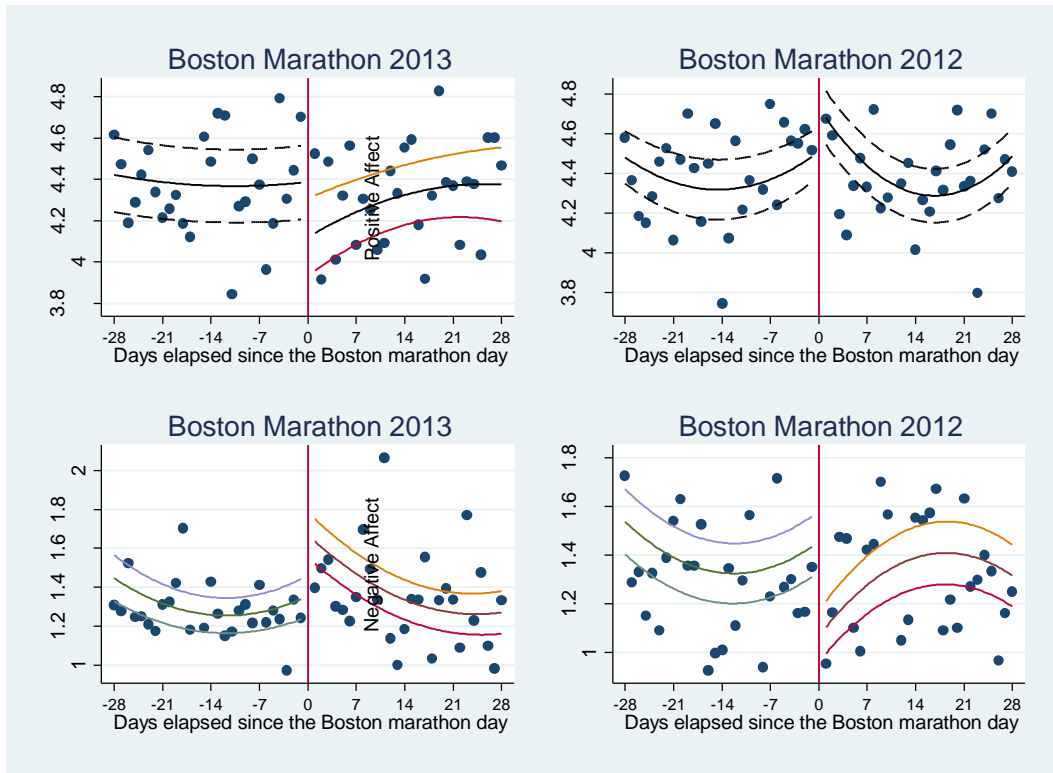 Boston Marathon 2013
4.8
4.6
4.4
4.2
4
3.8
Positive Affect
-28 -21 -14 -7 0 7 14 21 28
Days elapsed since the Boston marathon day
Boston Marathon 2012
4.8
4.6
4.4
4.2
4
3.8
-28 -21 -14 -7 0 7 14 21 28
Days elapsed since the Boston marathon day
Boston Marathon 2013
2
1.8
1.6
1.4
1.2
1
Negative Affect
-28 -21 -14 -7 0 7 14 21 28
Days elapsed since the Boston marathon day
Boston Marathon 2012
1.8
1.6
1.4
1.2
1
-28 -21 -14 -7 0 7 14 21 28
Days elapsed since the Boston marathon day